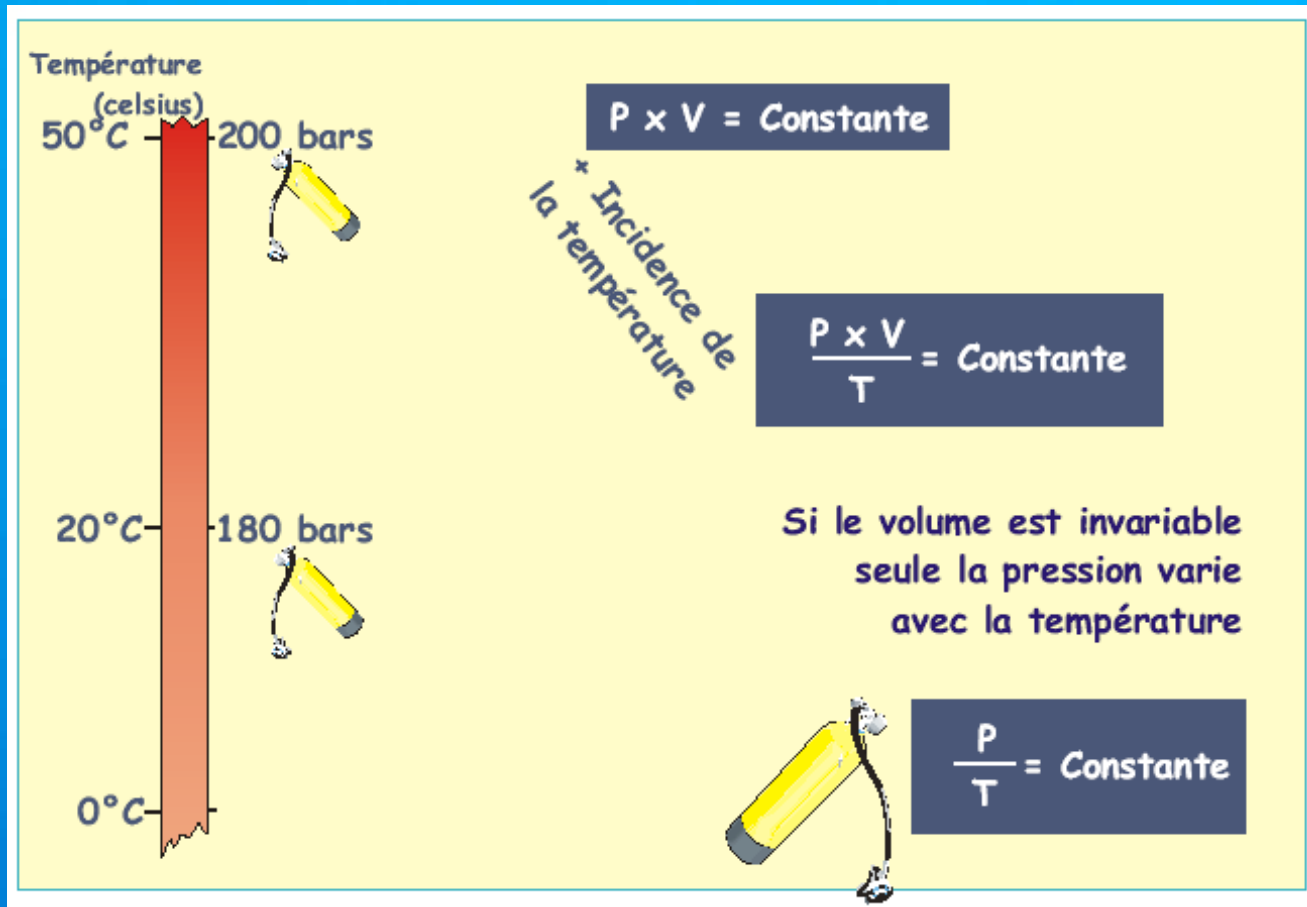 Température
(celsius)
50°C
200 bars
P x V = Constante
+ Incidence de
la température
P x V
T
= Constante
20°C
180 bars
Si le volume est invariable
seule la pression varie
avec la température
P
T
= Constante
0°C